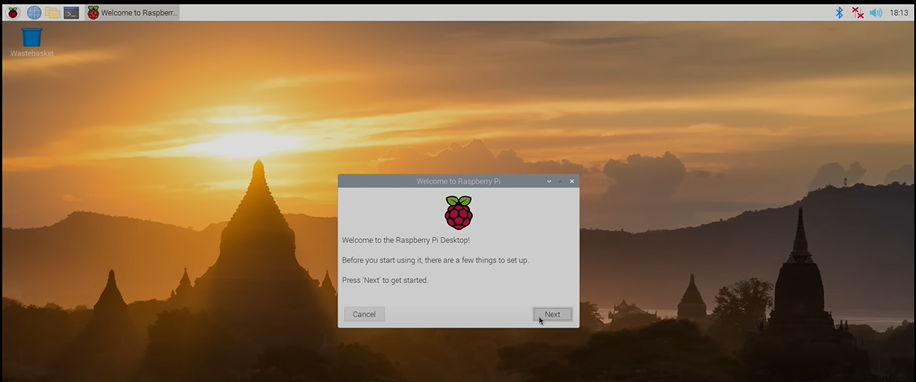 Welcome to Raspberr...
18:13
Wastebasket
Welcome to Raspberry Pi
Welcome to the Raspberry Pi Desktop!
Before you start using it, there are a few things to set up.
Press 'Next' to get started.
Cancel
Next